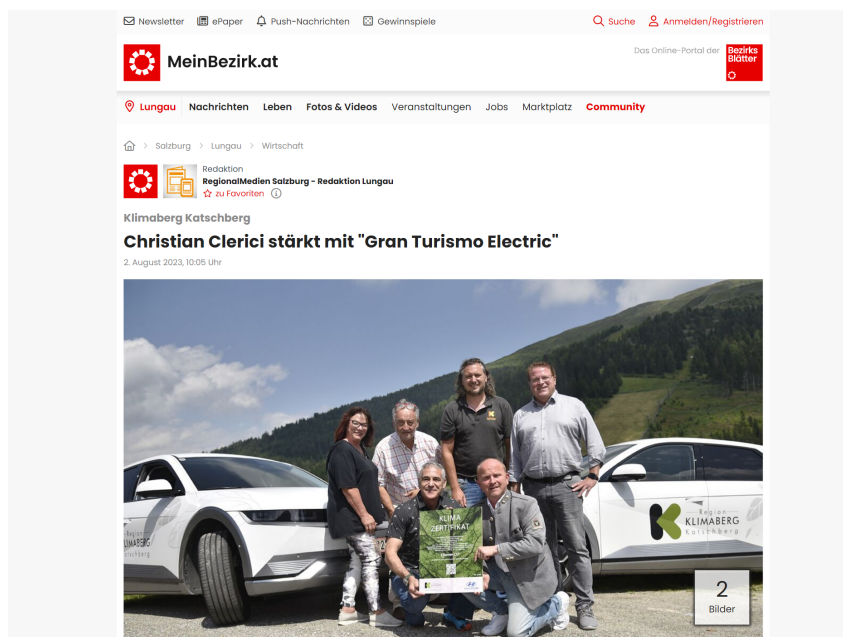 Newsletter ePaper Push-Nachrichten Gewinnspiele Suche Anmelden/Registrieren
MeinBezirk.at
Das Online-Portal der Bezirks Blätter
Lungau Nachrichten Leben Fotos & Videos Veranstaltungen Jobs Marktplatz Community
Salzburg Lungau Wirtschaft
Redaktion
RegionalMedien Salzburg - Redaktion Lungau
zu Favoriten
Klimaberg Katschberg
Christian Clerici stärkt mit "Gran Turismo Electric"
2. August 2023, 10:05 Uhr
KLIMA
ZERTIFIKAT
Region
KLIMABERG
Katschberg
Region
KLIMABERG
Katschberg
2
Bilder